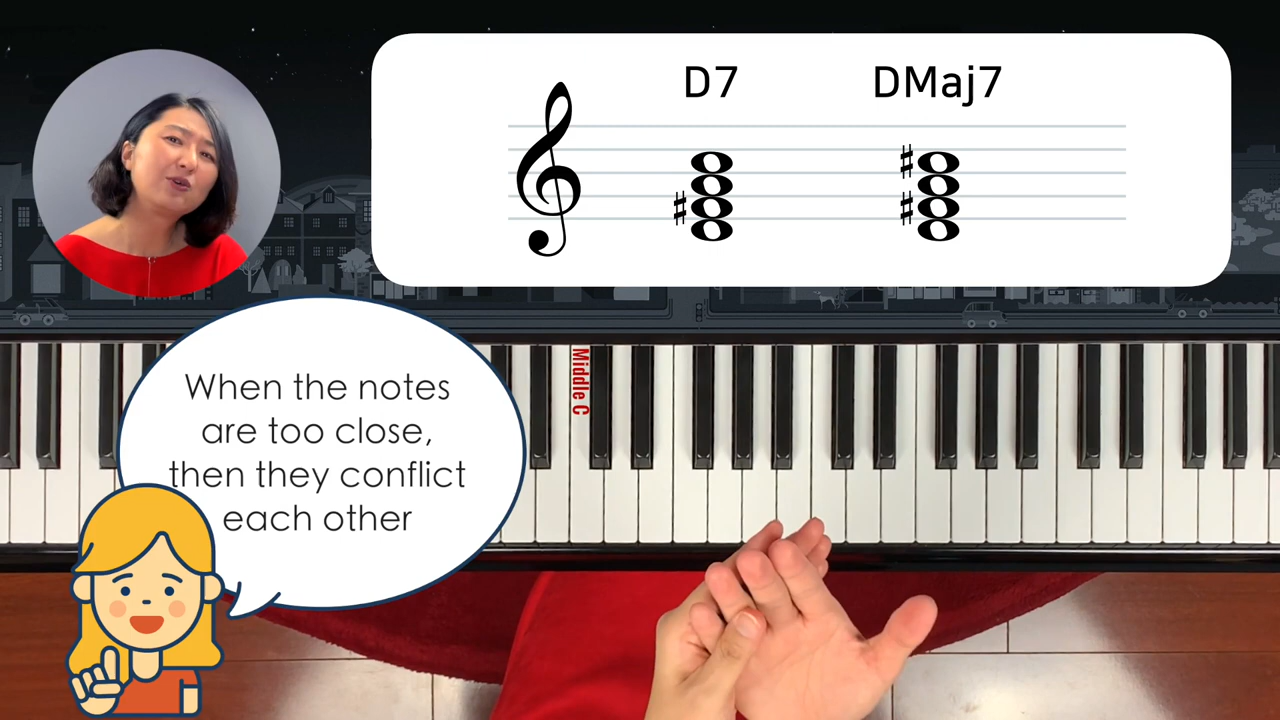 D7 DMaj7
Middle C
When the notes
are too close,
then they conflict
each other